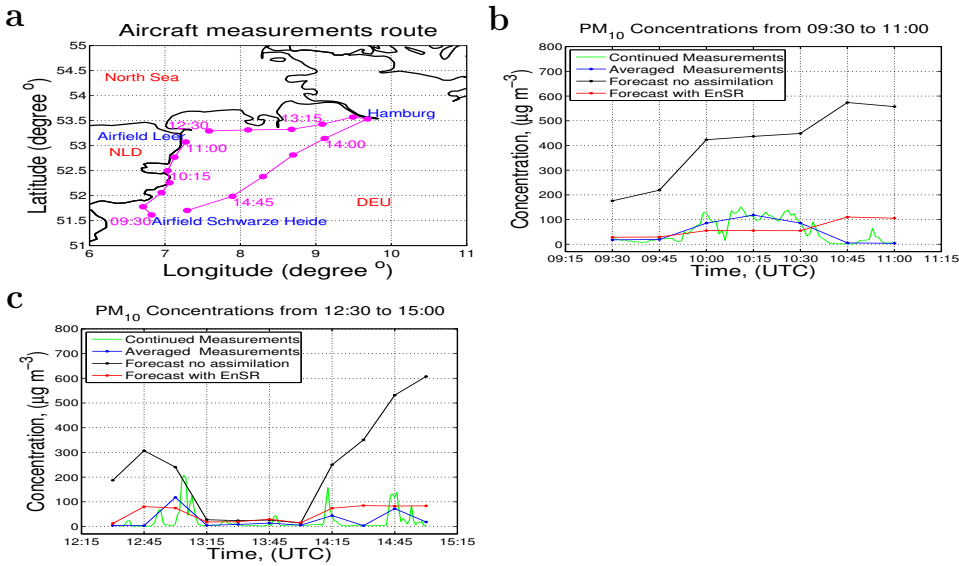 a
Aircraft measurements route
55
54.5
54
53.5
53
52.5
52
51.5
51
6
7
8
9
10
11
Latitude (degree °)
Longitude (degree °)
North Sea
Hamburg
12:30
13:15
Airfield Leer
NLD
11:00
14:00
10:15
14:45
DEU
09:30
Airfield Schwarze Heide
b
PM10 Concentrations from 09:30 to 11:00
800
700
600
500
400
300
200
100
0
Concentration, (µg m−3)
Continued Measurements
Averaged Measurements
Forecast no assimilation
Forecast with EnSR
09:15 09:30 09:45 10:00 10:15 10:30 10:45 11:00 11:15
Time, (UTC)
c
PM10 Concentrations from 12:30 to 15:00
800
700
600
500
400
300
200
100
0
Concentration, (µg m−3)
Continued Measurements
Averaged Measurements
Forecast no assimilation
Forecast with EnSR
12:15 12:45 13:15 13:45 14:15 14:45 15:15
Time, (UTC)